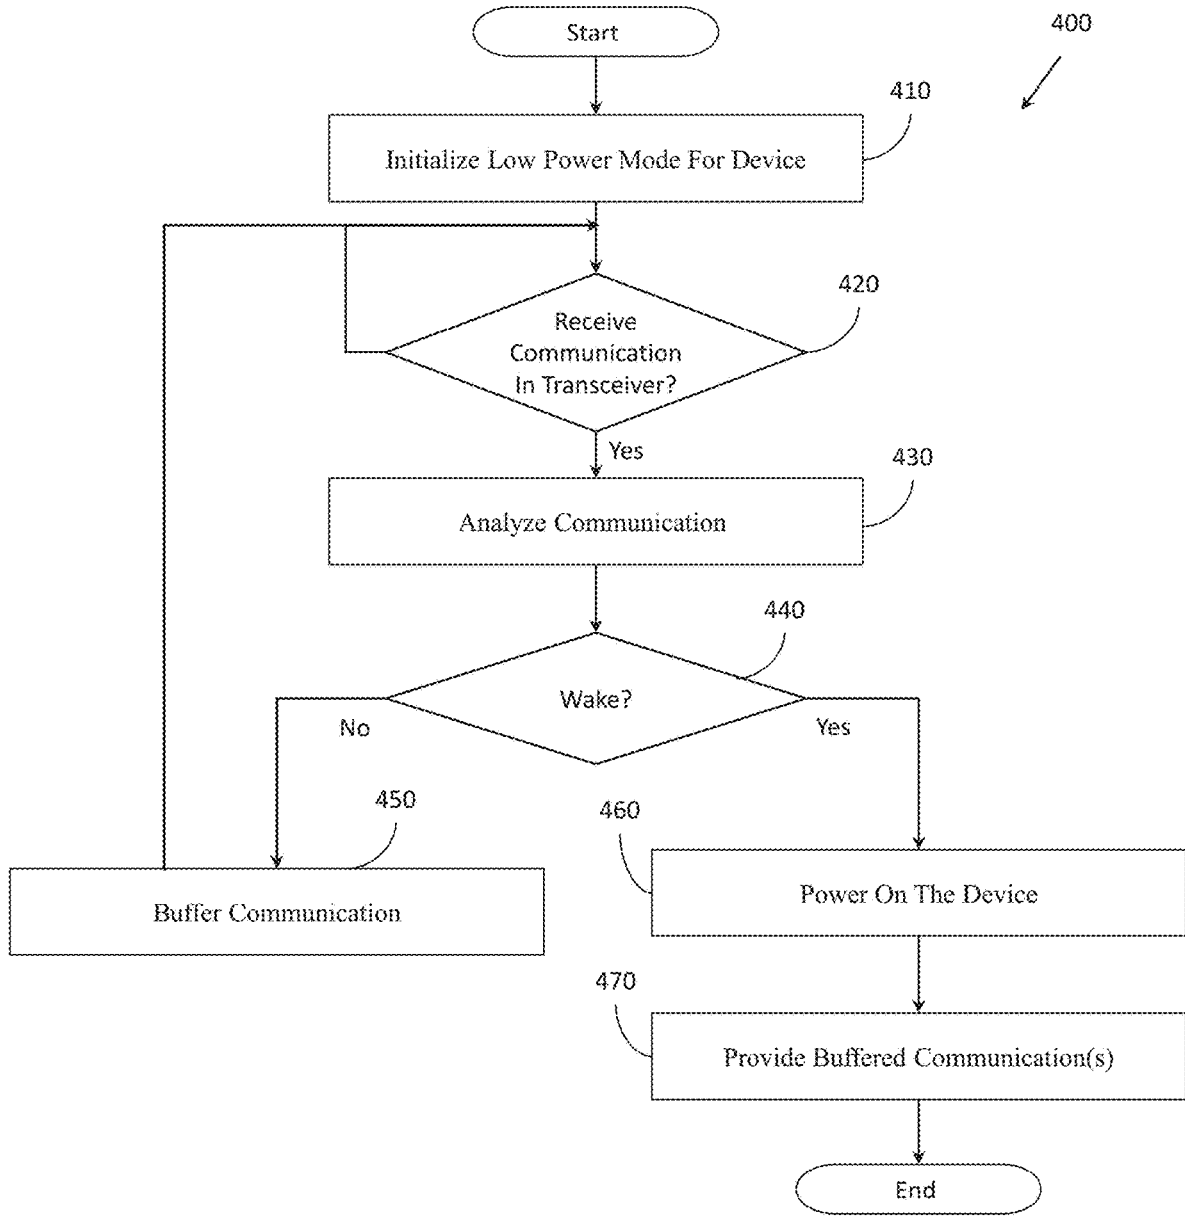 Start
400
410
Initialize Low Power Mode For Device
420
Receive
Communication
In Transceiver?
Yes
430
Analyze Communication
440
Wake?
No
Yes
450
460
Buffer Communication
Power On The Device
470
Provide Buffered Communication(s)
End